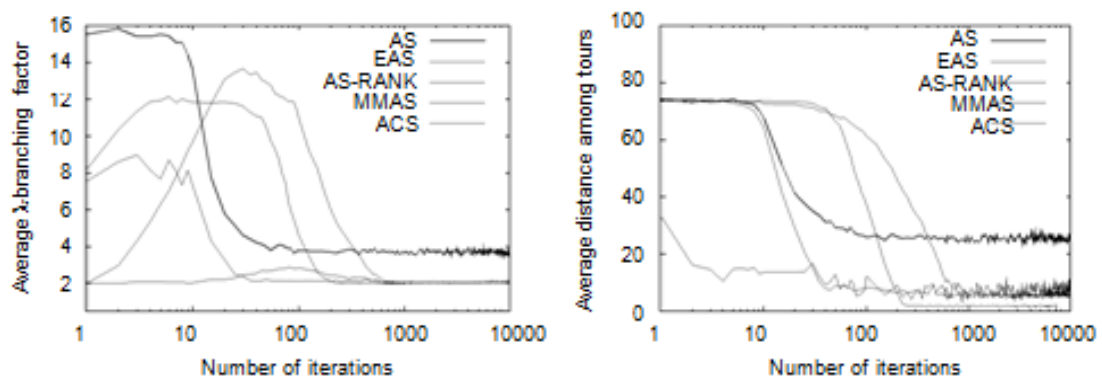 16
14
12
10
8
6
4
2
Average λ-branching factor
AS
EAS
AS-RANK
MMAS
ACS
1
10
100
1000
10000
Number of iterations
100
80
60
40
20
0
Average distance among tours
AS
EAS
AS-RANK
MMAS
ACS
1
10
100
1000
10000
Number of iterations